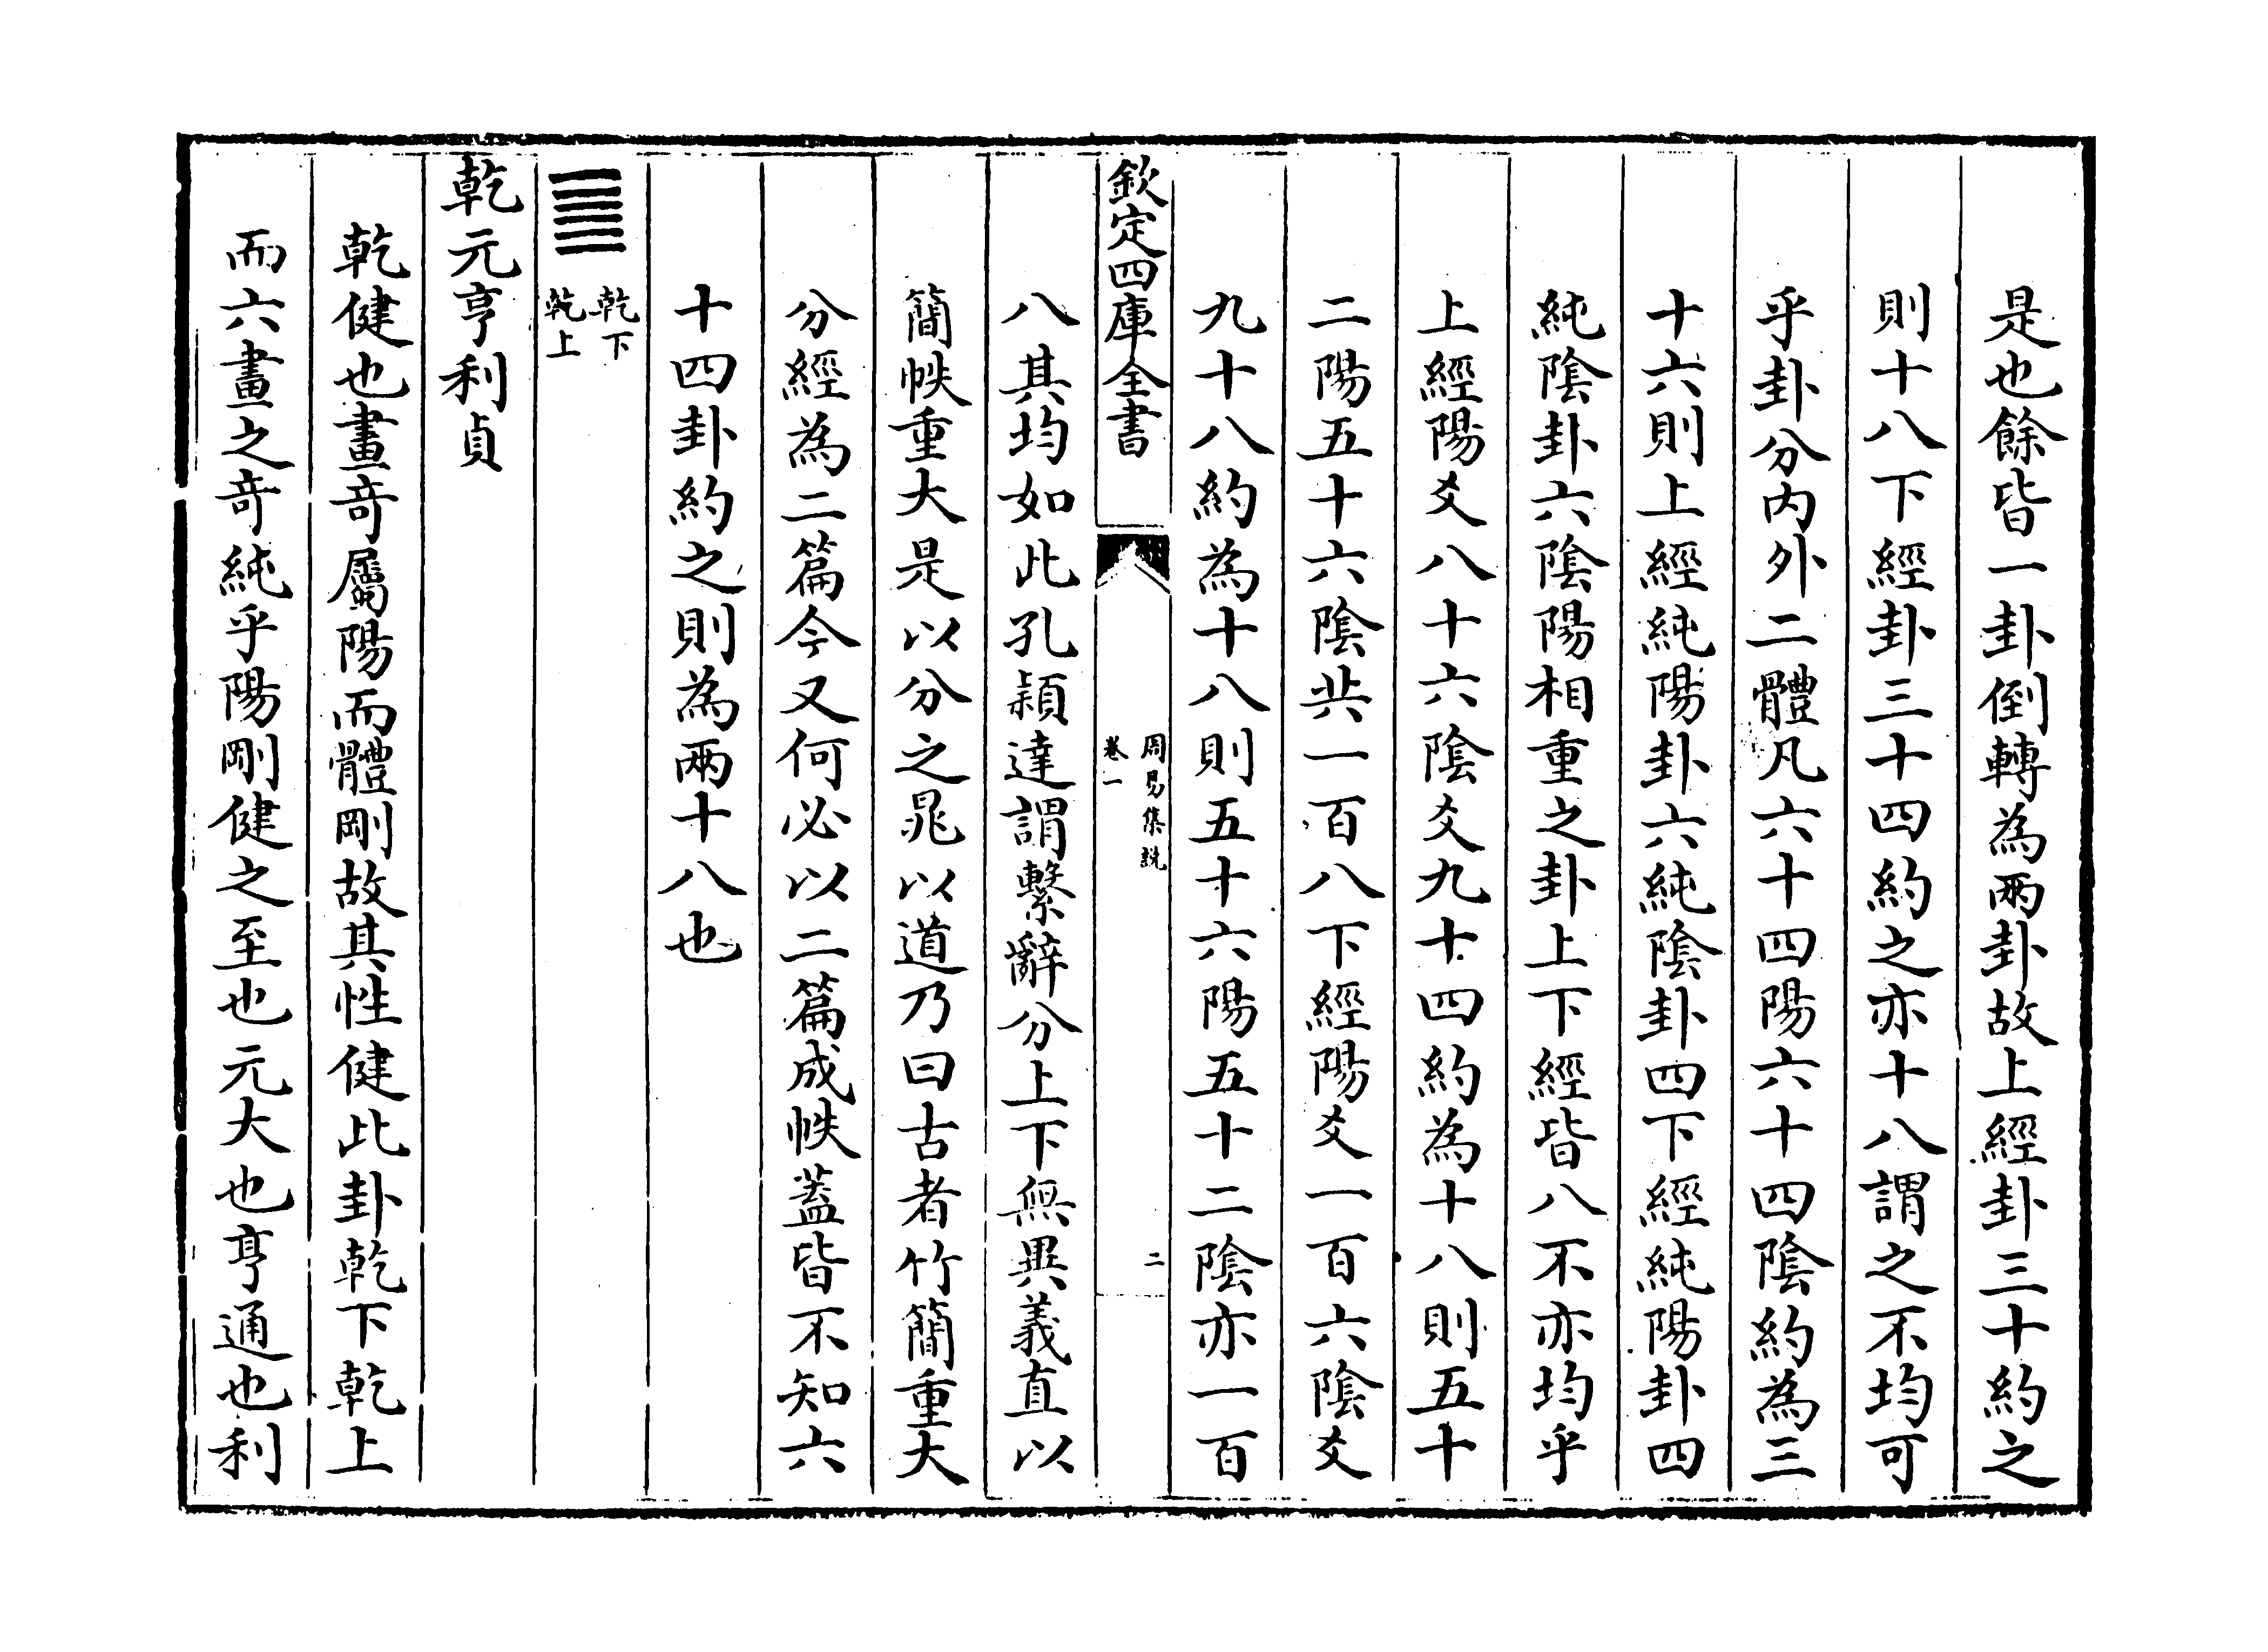 是也餘皆一卦倒轉為兩卦故上經卦三十約之
則十八下經卦三十四約之亦十八謂之不均可
乎卦分内外二體凡六十四陽六十四陰約為三
十六則上經純陽卦六純陰卦四下經純陽卦四
純陰卦六陰陽相重之卦上下經皆八不亦均乎
上經陽爻八十六陰爻九十四約為十八則五十
二陽五十六陰共一百八下經陽爻一百六陰爻
九十八約為十八則五十六陽五十二陰亦一百
欽定四庫全書
周易集説
卷一
二
八其均如此孔穎達謂繫辭分上下無異義直以
簡帙重大是以分之晁以道乃曰古者竹簡重大
分經為二篇今又何必以二篇成帙蓋皆不知六
十四卦約之則為兩十八也
䷀
乾下
乾上
乾元亨利貞
乾健也畫竒屬陽而體剛故其性健此卦乾下乾上
而六畫之竒純乎陽剛健之至也元大也亨通也利